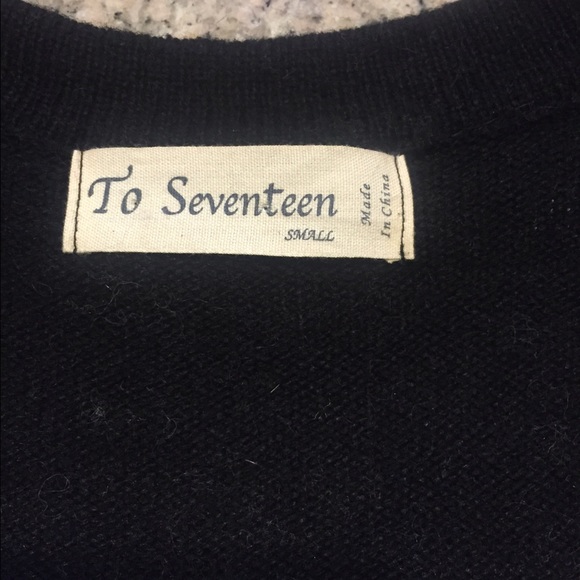 To Seventeen
SMALL
Made
In China